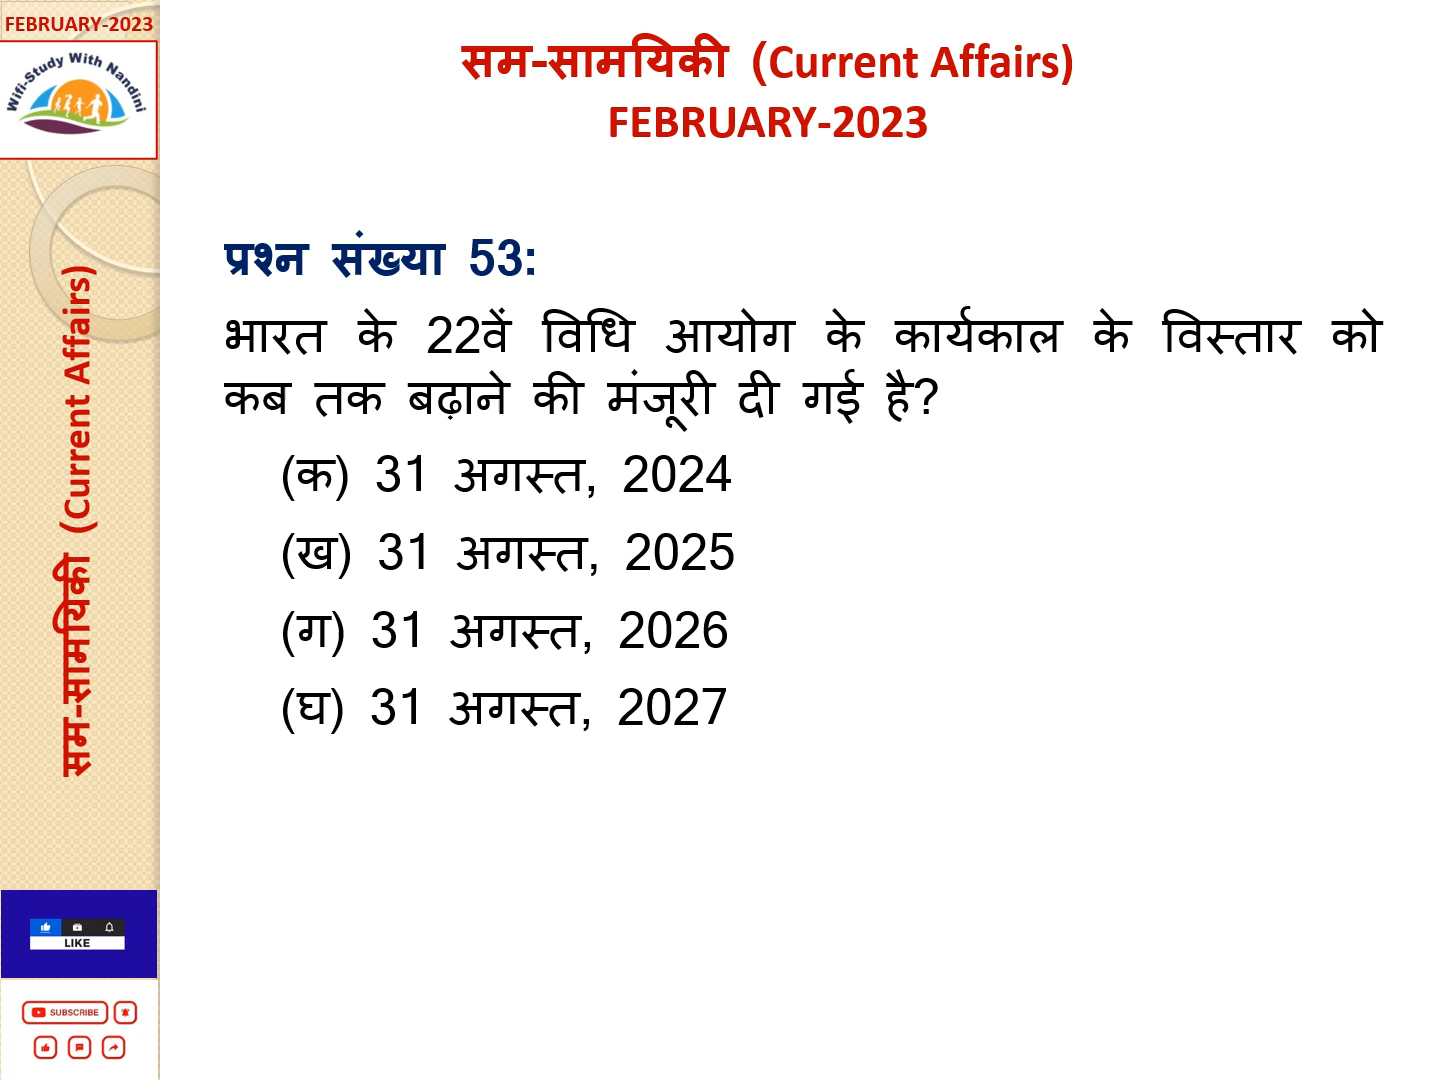 FEBRUARY-2023
Wifi-Study With Nandini
सम-सामयिकी (Current Affairs)
FEBRUARY-2023
सम-सामयिकी (Current Affairs)
प्रश्न संख्या 53:
भारत के 22वें विधि आयोग के कार्यकाल के विस्तार को
कब तक बढ़ाने की मंजूरी दी गई है?
(क) 31 अगस्त, 2024
(ख) 31 अगस्त, 2025
(ग) 31 अगस्त, 2026
(घ) 31 अगस्त, 2027
LIKE
SUBSCRIBE